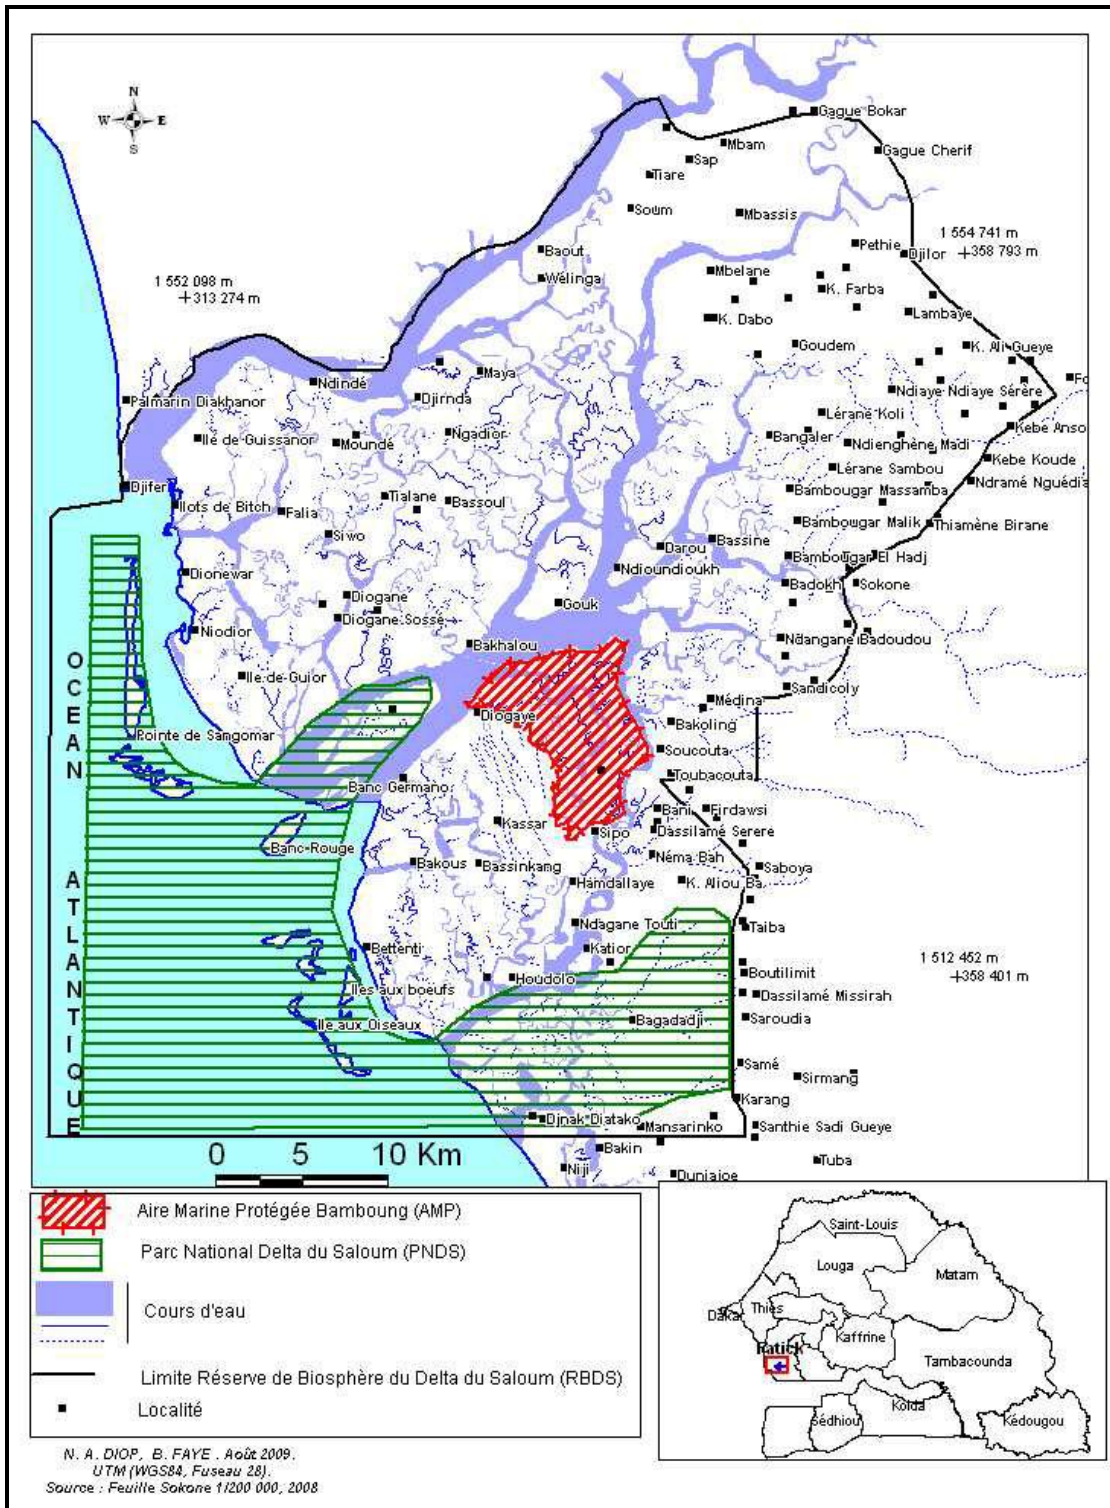 N
W E
S
Gague Bokar
Mbam
Gague Cherif
Sap
Tiare
Soum
Mbassis
1 554 741 m
358 793 m
Pethie
Djilor
Baout
Wélinga
Mbelane
1 552 098 m
313 274 m
K. Farba
Lambaye
K. Dabo
Goudem
K. Ali Gueye
Maya
Ndindé
Djirnda
Ndiaye Ndiaye Sérère
Fo
Palmarin Diakhanor
Lérane Koli
Kebe Anso
Ile de Guissanor
Moundé
Ngadior
Bangaler
Ndienghène Madi
Kebe Koude
Lérane Sambou
Ndramé Nguédia
Djifer
Bambougar Massamba
Tialane
Bassoul
Ilots de Bitch
Falia
Bambougar Malik
Thiamène Birane
Siwo
Bassine
Darou
Bambougar El Hadj
Ndioundioukh
Dionewar
Badokh
Sokone
Diogane
Gouk
Diogane Sosse
Niodior
Bakhalou
Ndangane Badoudou
Ile de Guior
Sandicoly
Médina
Diogaye
Bakoling
Pointe de Sangomar
Soucouta
Toubacouta
Banc Germano
Bani
Firdawsi
Kassar
Sipo
Dassilamé Serere
Banc Rouge
Néma Bah
Bakous
Bassinkang
Saboya
Hamdallaye
K. Aliou Ba
Ndagane Touti
Taiba
Bettenti
Katior
1 512 452 m
358 401 m
Boutilimit
Houdolo
Iles aux boeufs
Dassilamé Missirah
Ile aux Oiseaux
Bagadadji
Saroudia
Samé
Sirmang
Karang
Djnak Diatako
Mansarinko
Santhie Sadi Gueye
Bakin
Tuba
Niji
Duniajoe
OCEAN ATLANTIQUE
0 5 10 Km
Aire Marine Protégée Bamboung (AMP)
Parc National Delta du Saloum (PNDS)
Cours d'eau
Limite Réserve de Biosphère du Delta du Saloum (RBDS)
Localité
N. A. DIOP, B. FAYE . Août 2009.
UTM (WGS84, Fuseau 28).
Source : Feuille Sokone 1/200 000, 2008
Saint-Louis
Louga
Matam
Dakar
Thies
Kaffrine
Fatick
Tambacounda
Kolda
Sédhiou
Kédougou